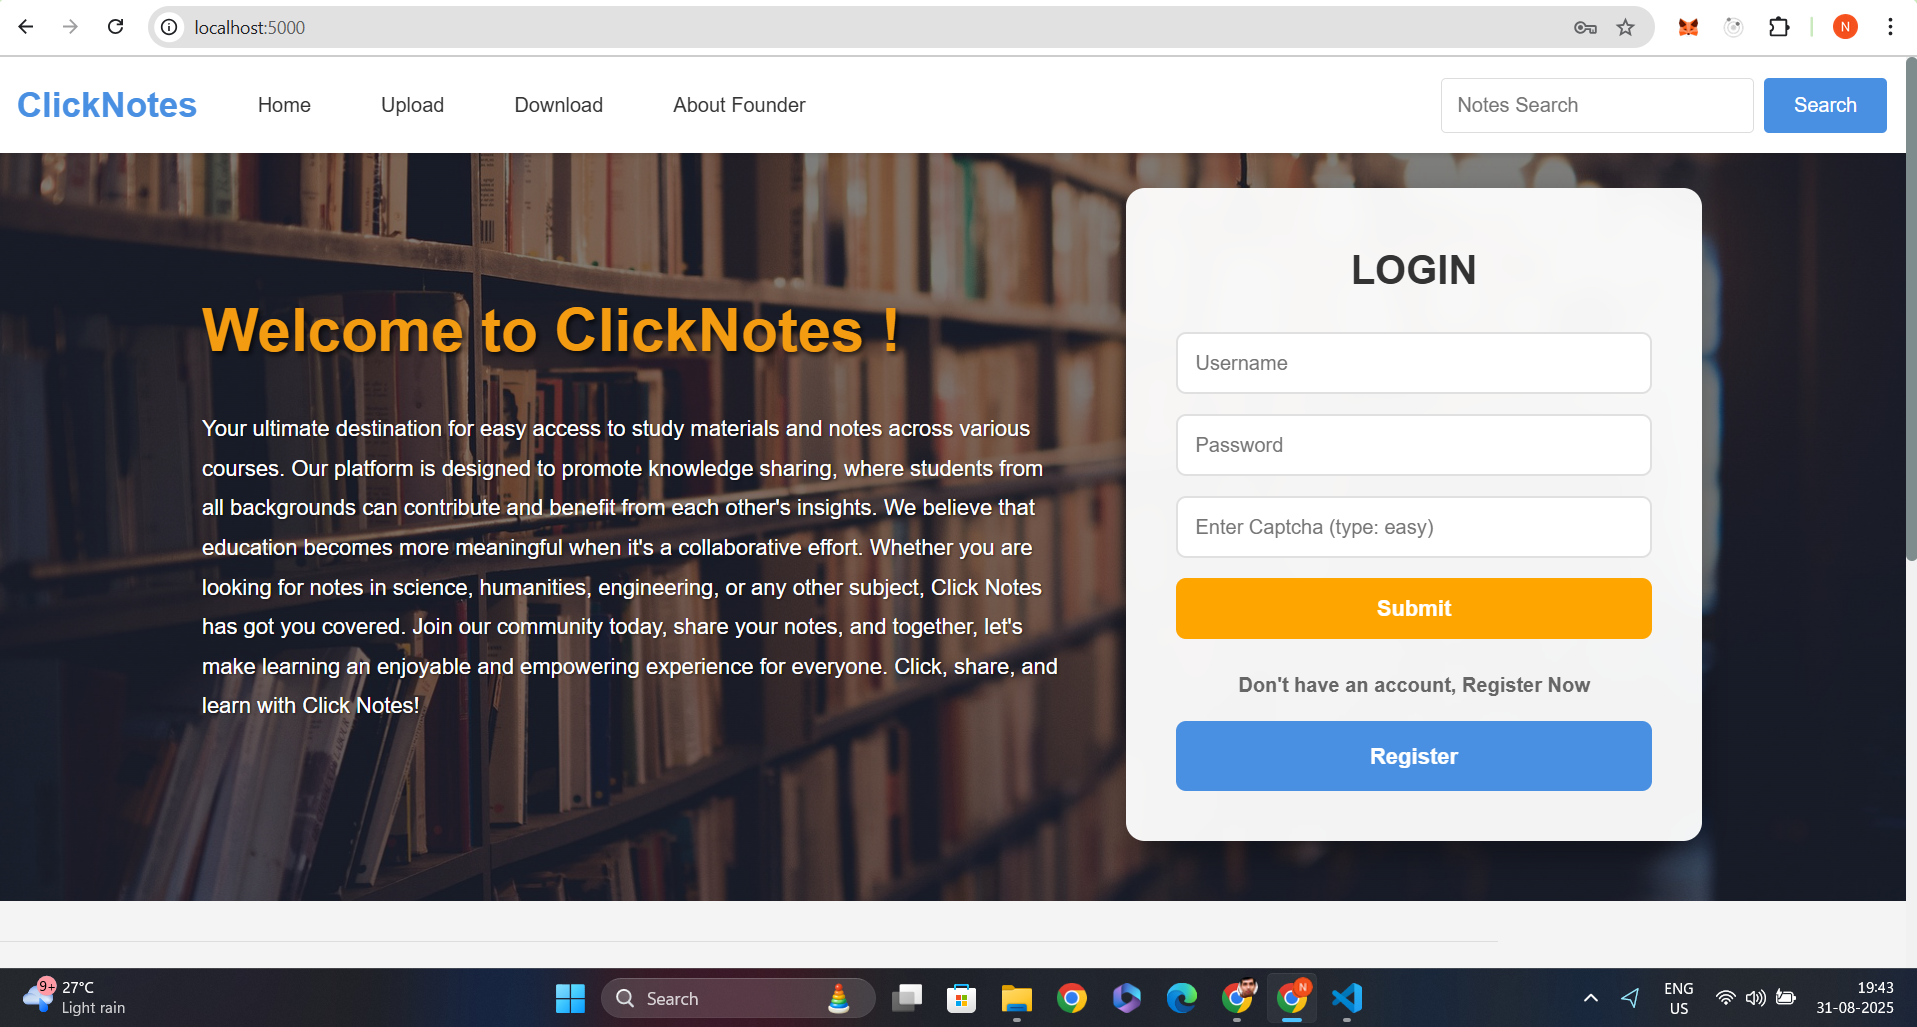 localhost:5000
N
ClickNotes
Home
Upload
Download
About Founder
Notes Search
Search
Welcome to ClickNotes !
Your ultimate destination for easy access to study materials and notes across various
courses. Our platform is designed to promote knowledge sharing, where students from
all backgrounds can contribute and benefit from each other's insights. We believe that
education becomes more meaningful when it's a collaborative effort. Whether you are
looking for notes in science, humanities, engineering, or any other subject, Click Notes
has got you covered. Join our community today, share your notes, and together, let's
make learning an enjoyable and empowering experience for everyone. Click, share, and
learn with Click Notes!
LOGIN
Username
Password
Enter Captcha (type: easy)
Submit
Don't have an account, Register Now
Register
9+
27°C
Light rain
Search
N
ENG
US
19:43
31-08-2025